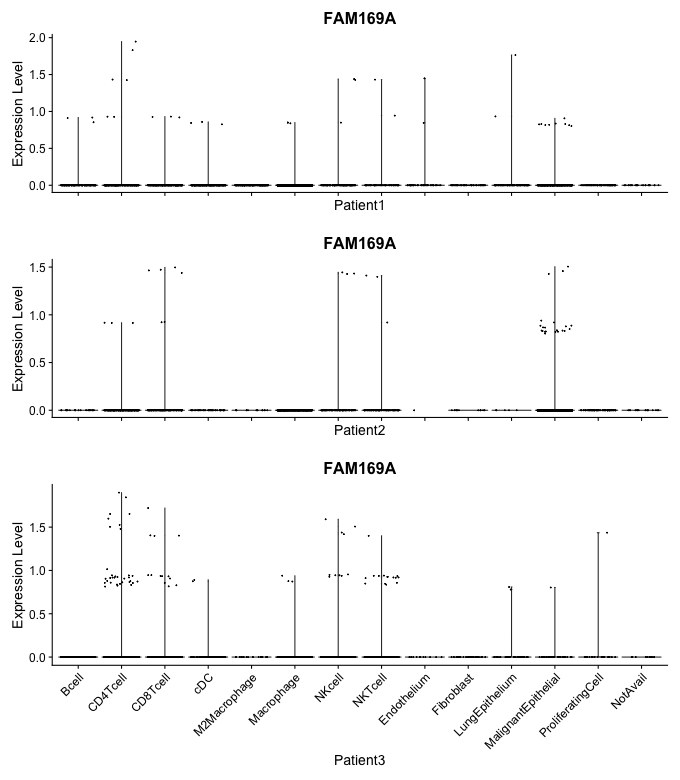 FAM169A
Expression Level
2.0
1.5
1.0
0.5
0.0
Patient1
FAM169A
Expression Level
1.5
1.0
0.5
0.0
Patient2
FAM169A
Expression Level
1.5
1.0
0.5
0.0
Bcell
CD4Tcell
CD8Tcell
cDC
M2Macrophage
Macrophage
NKcell
NKTcell
Endothelium
Fibroblast
LungEpithelium
MalignantEpithelial
ProliferatingCell
NotAvail
Patient3